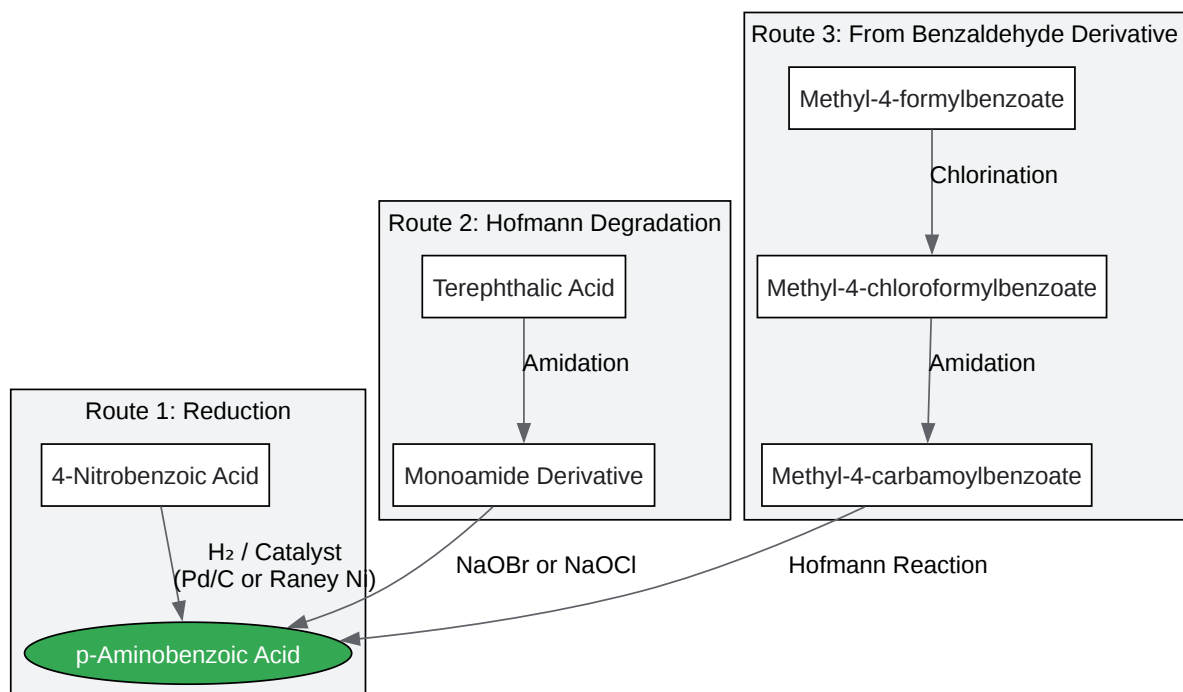 Route 3: From Benzaldehyde Derivative
Methyl-4-formylbenzoate
Chlorination
Methyl-4-chloroformylbenzoate
Amidation
Methyl-4-carbamoylbenzoate
Hofmann Reaction
Route 2: Hofmann Degradation
Terephthalic Acid
Amidation
Monoamide Derivative
NaOBr or NaOCl
Route 1: Reduction
4-Nitrobenzoic Acid
H₂ / Catalyst
(Pd/C or Raney Ni)
p-Aminobenzoic Acid